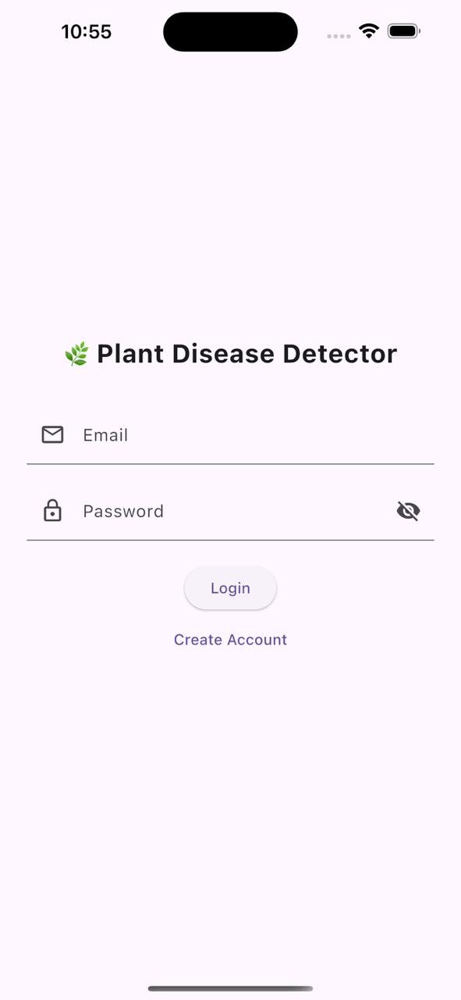 10:55
🌿 Plant Disease Detector
Email
Password
Login
Create Account